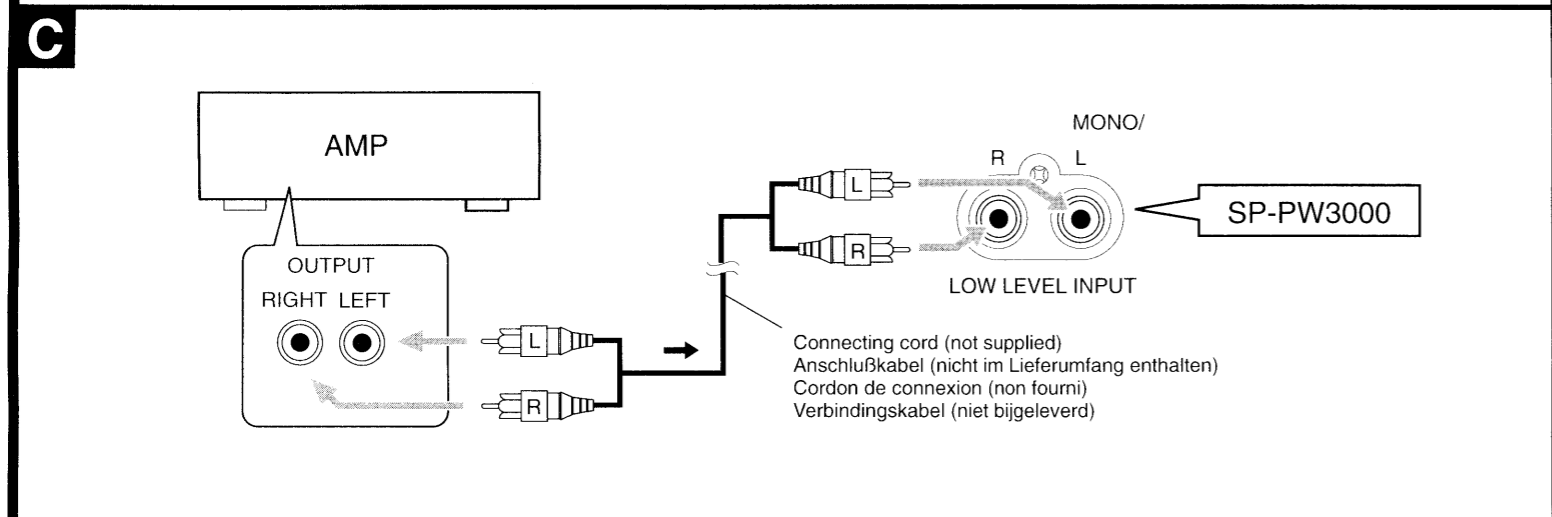 C
AMP
OUTPUT
RIGHT LEFT
L
R
MONO/
R L
L
R
LOW LEVEL INPUT
SP-PW3000
Connecting cord (not supplied)
Anschlußkabel (nicht im Lieferumfang enthalten)
Cordon de connexion (non fourni)
Verbindingskabel (niet bijgeleverd)